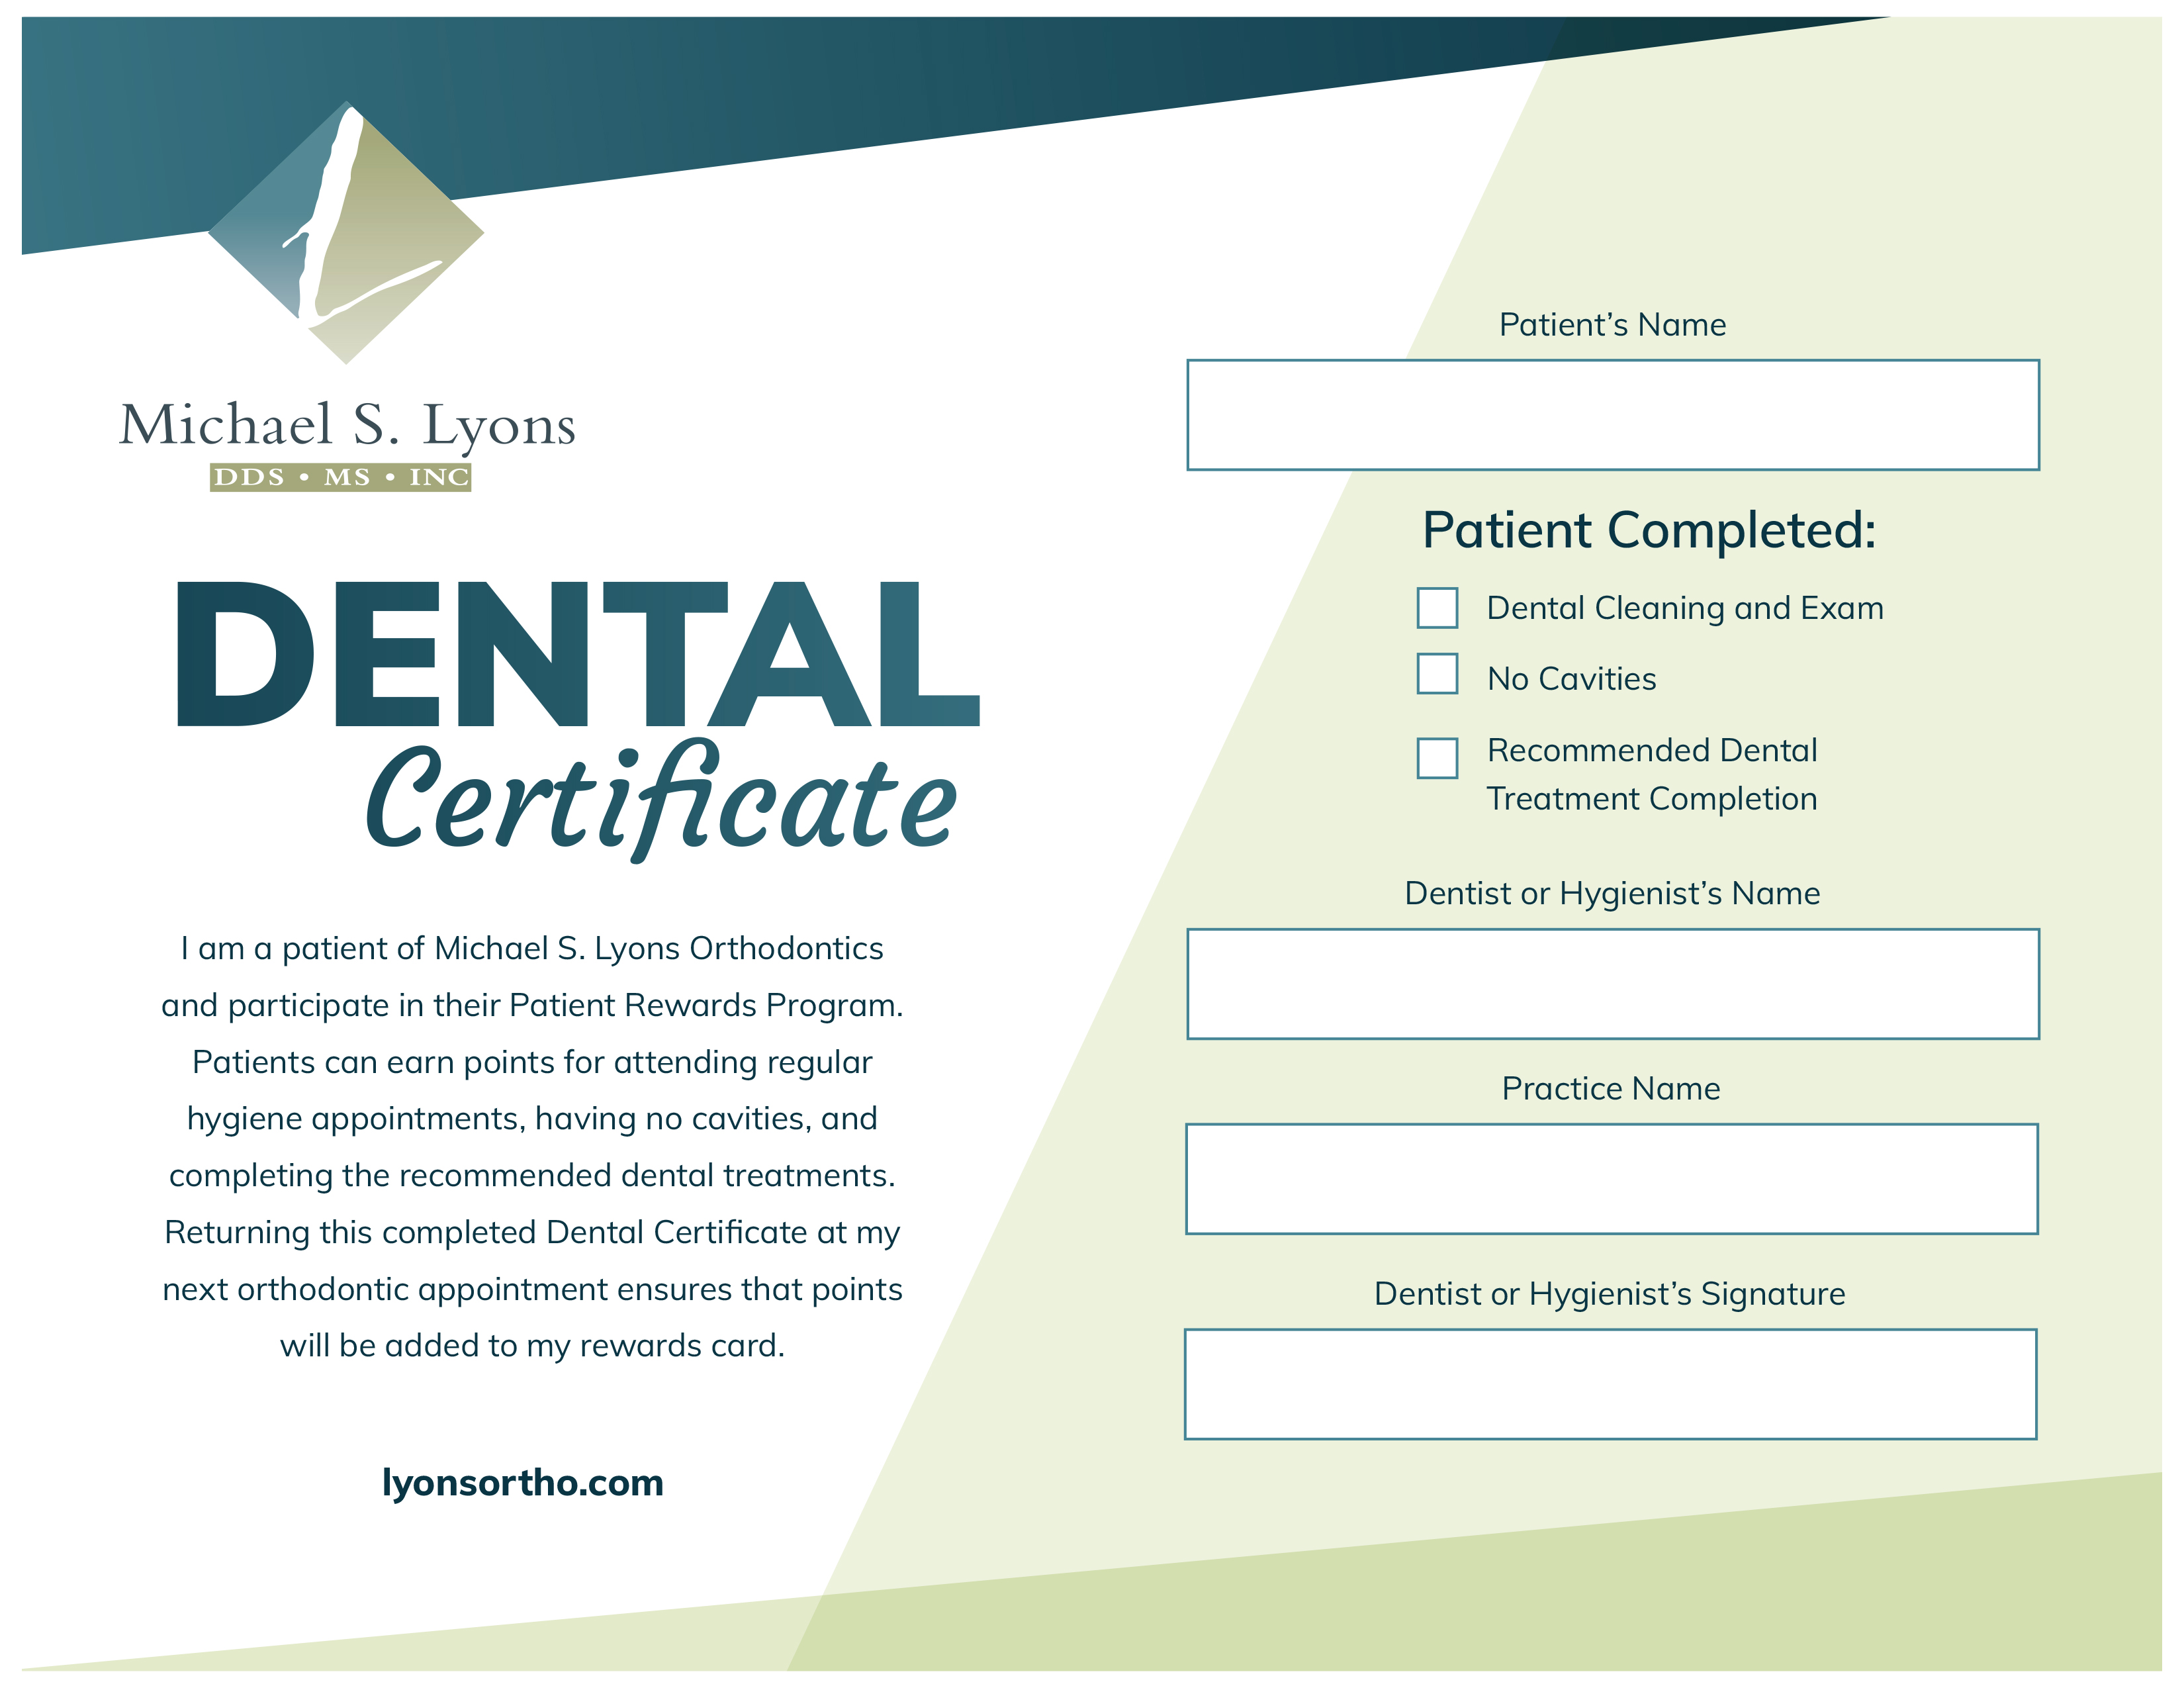 Michael S. Lyons
DDS • MS • INC
DENTAL
Certificate
I am a patient of Michael S. Lyons Orthodontics
and participate in their Patient Rewards Program.
Patients can earn points for attending regular
hygiene appointments, having no cavities, and
completing the recommended dental treatments.
Returning this completed Dental Certificate at my
next orthodontic appointment ensures that points
will be added to my rewards card.
lyonsortho.com
Patient’s Name
Patient Completed:
Dental Cleaning and Exam
No Cavities
Recommended Dental
Treatment Completion
Dentist or Hygienist’s Name
Practice Name
Dentist or Hygienist’s Signature